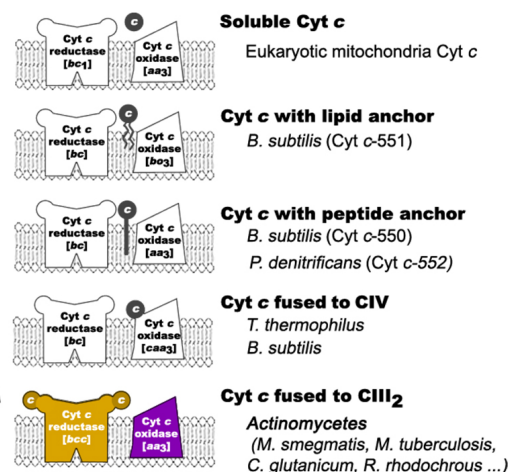 c
Cyt c
reductase
[bc1]
Cyt c
oxidase
[aa3]
Soluble Cyt c
Eukaryotic mitochondria Cyt c
c
Cyt c
reductase
[bc]
Cyt c
oxidase
[bo3]
Cyt c with lipid anchor
B. subtilis (Cyt c-551)
c
Cyt c
reductase
[bc]
Cyt c
oxidase
[aa3]
Cyt c with peptide anchor
B. subtilis (Cyt c-550)
P. denitrificans (Cyt c-552)
c
Cyt c
reductase
[bc]
Cyt c
oxidase
[caa3]
Cyt c fused to CIV
T. thermophilus
B. subtilis
c
c
Cyt c
reductase
[bcc]
Cyt c
oxidase
[aa3]
Cyt c fused to CIII2
Actinomycetes
(M. smegmatis, M. tuberculosis,
C. glutanicum, R. rhodochrous ...)